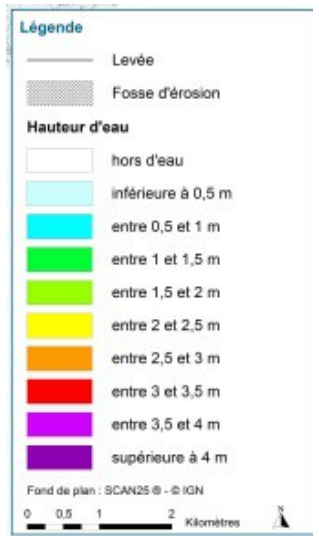 Légende
Levée
Fosse d'érosion
Hauteur d'eau
hors d'eau
inférieure à 0,5 m
entre 0,5 et 1 m
entre 1 et 1,5 m
entre 1,5 et 2 m
entre 2 et 2,5 m
entre 2,5 et 3 m
entre 3 et 3,5 m
entre 3,5 et 4 m
supérieure à 4 m
Fond de plan : SCAN25 ® - © IGN
0 0,5 1 2 Kilomètres N